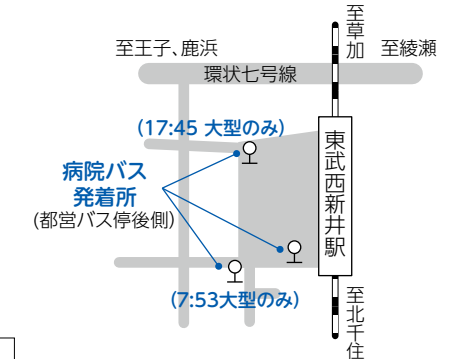 至草加
至王子、鹿浜
至綾瀬
環状七号線
(17:45 大型のみ)
東武西新井駅
病院バス
発着所
(都営バス停後側)
(7:53大型のみ)
至北千住